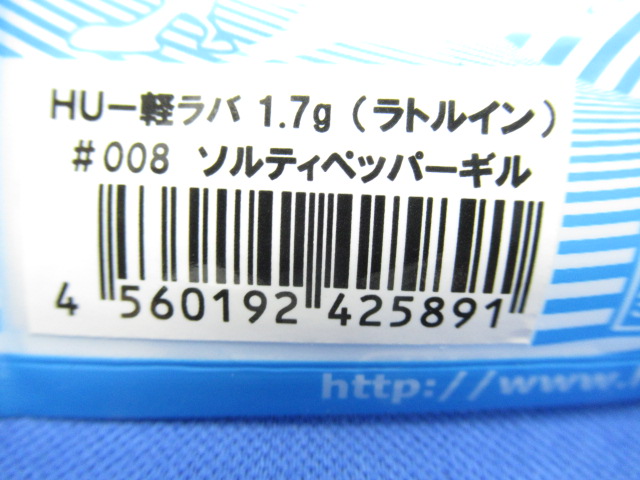 HUー軽ラバ 1.7g（ラトルイン）
#008 ソルティペッパーギル
4 560192 425891
http://www.